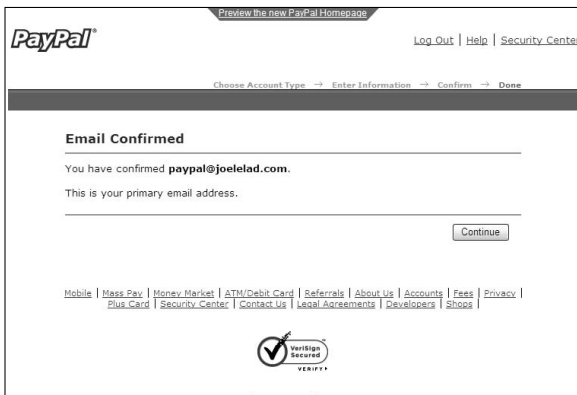 Preview the new PayPal Homepage
PayPal®
Log Out | Help | Security Center
Choose Account Type → Enter Information → Confirm → Done
Email Confirmed
You have confirmed paypal@joelelad.com.
This is your primary email address.
Continue
Mobile | Mass Pay | Money Market | ATM/Debit Card | Referrals | About Us | Accounts | Fees | Privacy |
Plus Card | Security Center | Contact Us | Legal Agreements | Developers | Shops |
VeriSign
Secured
VERIFY